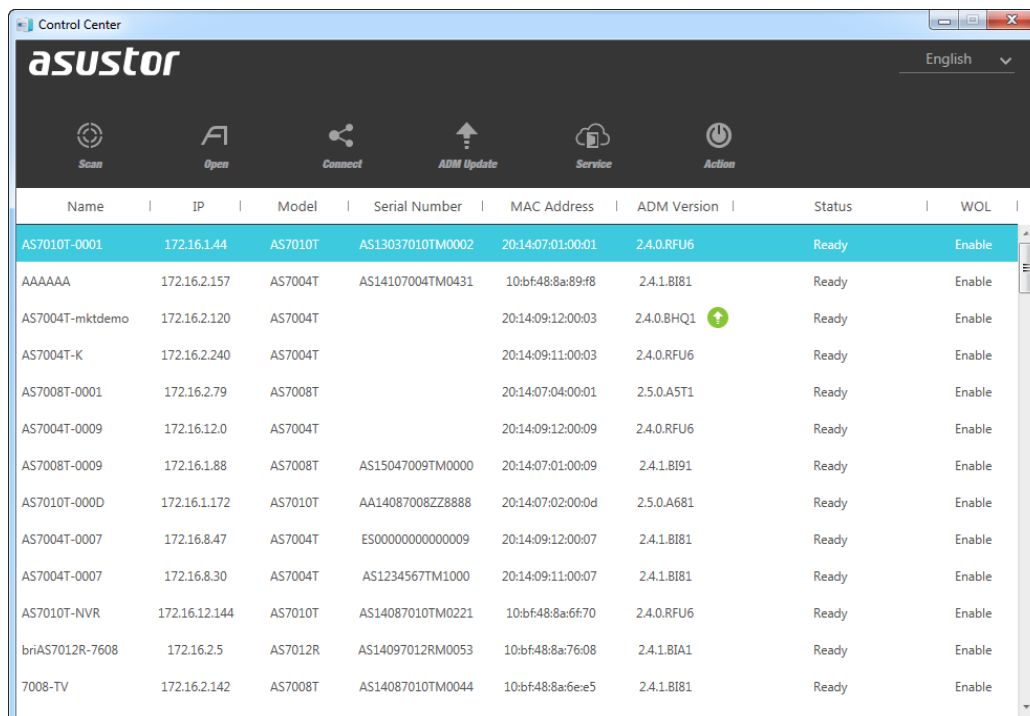 Control Center
asustor
English
Scan Open Connect ADM Update Service Action
Name IP Model Serial Number MAC Address ADM Version Status WOL
AS7010T-0001 172.16.1.44 AS7010T AS13037010TM0002 20:14:07:01:00:01 2.4.0.RFU6 Ready Enable
AAAAAA 172.16.2.157 AS7004T AS14107004TM0431 10:bf:48:8a:89:f8 2.4.1.BI81 Ready Enable
AS7004T-mktdemo 172.16.2.120 AS7004T 20:14:09:12:00:03 2.4.0.BHQ1 Ready Enable
AS7004T-K 172.16.2.240 AS7004T 20:14:09:11:00:03 2.4.0.RFU6 Ready Enable
AS7008T-0001 172.16.2.79 AS7008T 20:14:07:04:00:01 2.5.0.A5T1 Ready Enable
AS7004T-0009 172.16.12.0 AS7004T 20:14:09:12:00:09 2.4.0.RFU6 Ready Enable
AS7008T-0009 172.16.1.88 AS7008T AS15047009TM0000 20:14:07:01:00:09 2.4.1.BI91 Ready Enable
AS7010T-000D 172.16.1.172 AS7010T AA14087008ZZ8888 20:14:07:02:00:0d 2.5.0.A681 Ready Enable
AS7004T-0007 172.16.8.47 AS7004T ES00000000000009 20:14:09:12:00:07 2.4.1.BI81 Ready Enable
AS7004T-0007 172.16.8.30 AS7004T AS1234567TM1000 20:14:09:11:00:07 2.4.1.BI81 Ready Enable
AS7010T-NVR 172.16.12.144 AS7010T AS14087010TM0221 10:bf:48:8a:6f:70 2.4.0.RFU6 Ready Enable
briAS7012R-7608 172.16.2.5 AS7012R AS14097012RM0053 10:bf:48:8a:76:08 2.4.1.BIA1 Ready Enable
7008-TV 172.16.2.142 AS7008T AS14087010TM0044 10:bf:48:8a:6e:e5 2.4.1.BI81 Ready Enable